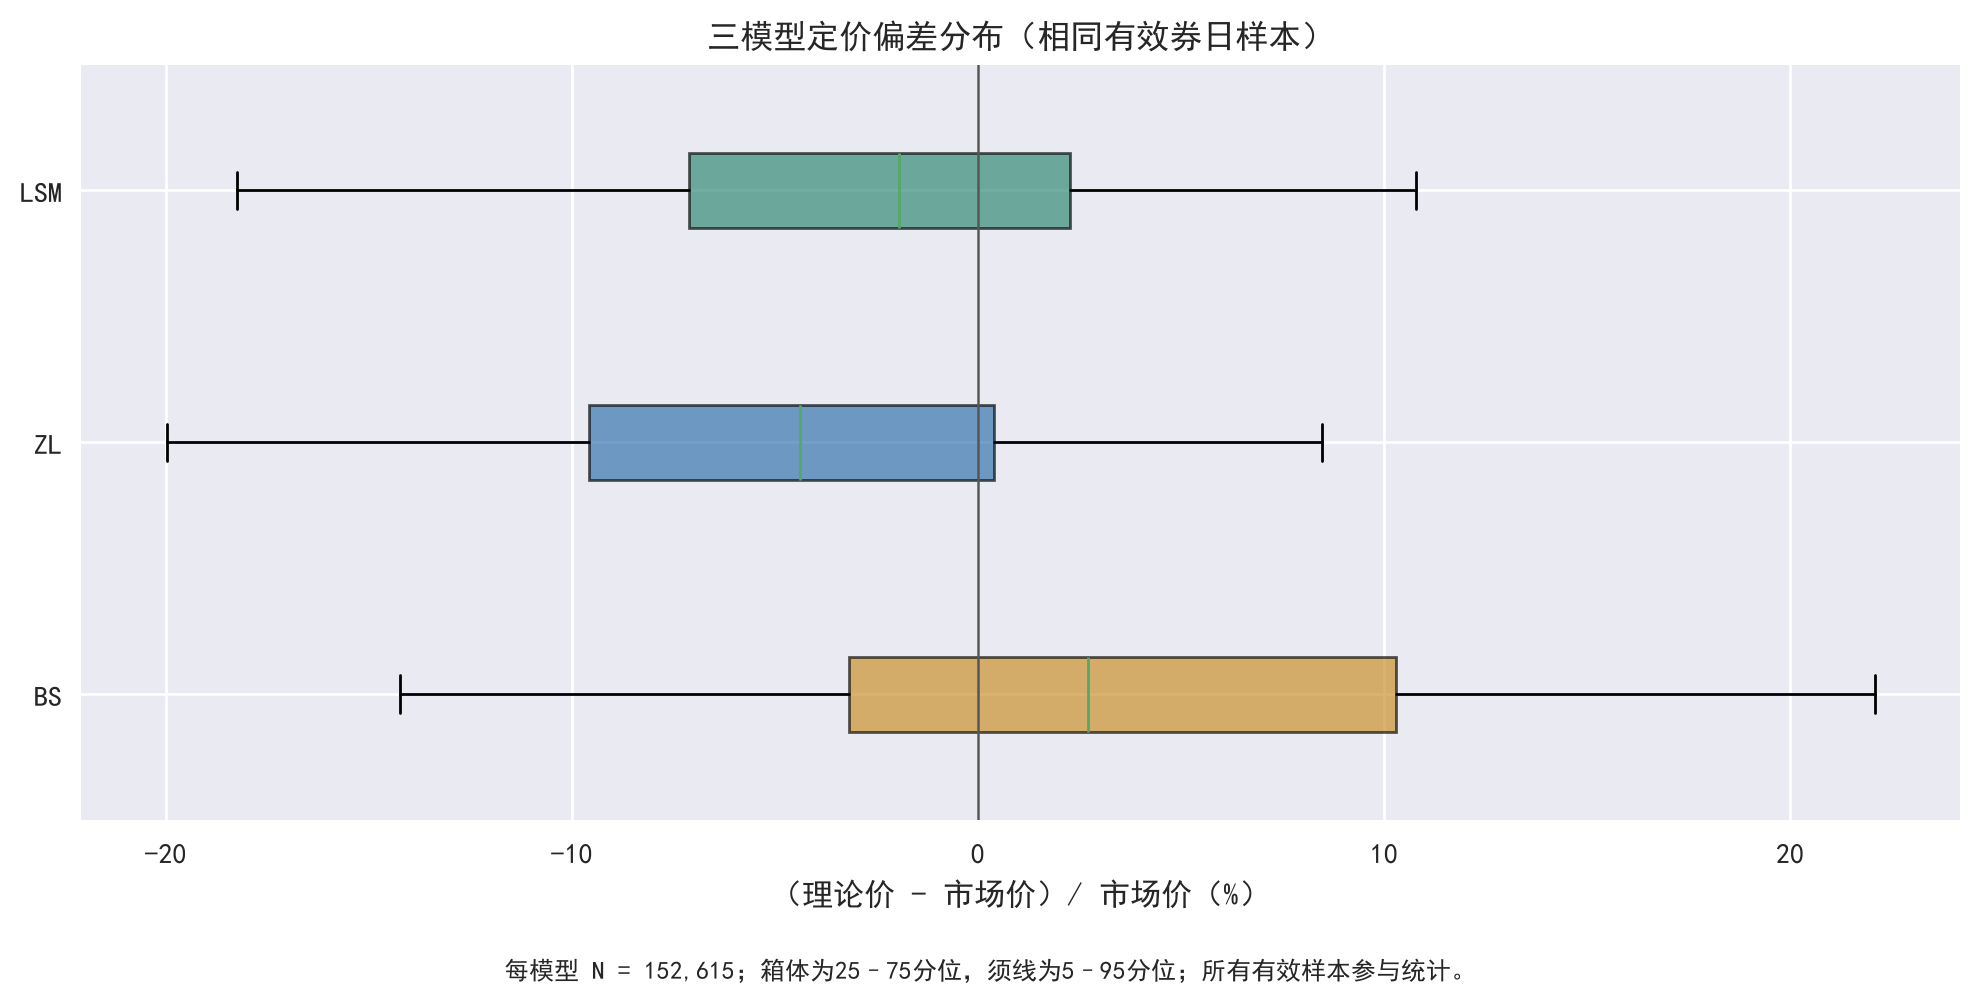 三模型定价偏差分布（相同有效券日样本）
LSM
ZL
BS
−20 −10 0 10 20
（理论价 - 市场价）/ 市场价（%）
每模型 N = 152,615；箱体为25–75分位，须线为5–95分位；所有有效样本参与统计。